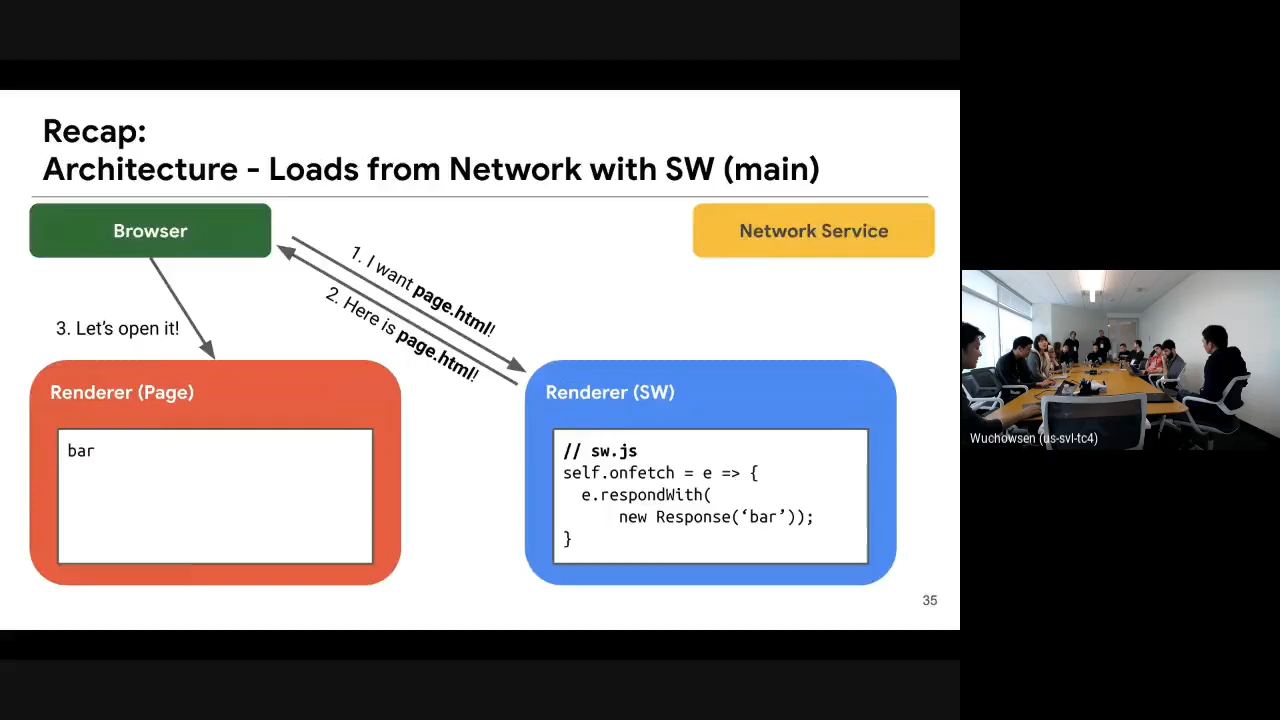 Recap:
Architecture - Loads from Network with SW (main)
Browser
Network Service
1. I want page.html!
2. Here is page.html!
3. Let's open it!
Renderer (Page)
bar
Renderer (SW)
// sw.js
self.onfetch = e => {
e.respondWith(
new Response(‘bar’));
}
35
Wuchowsen (us-svl-tc4)